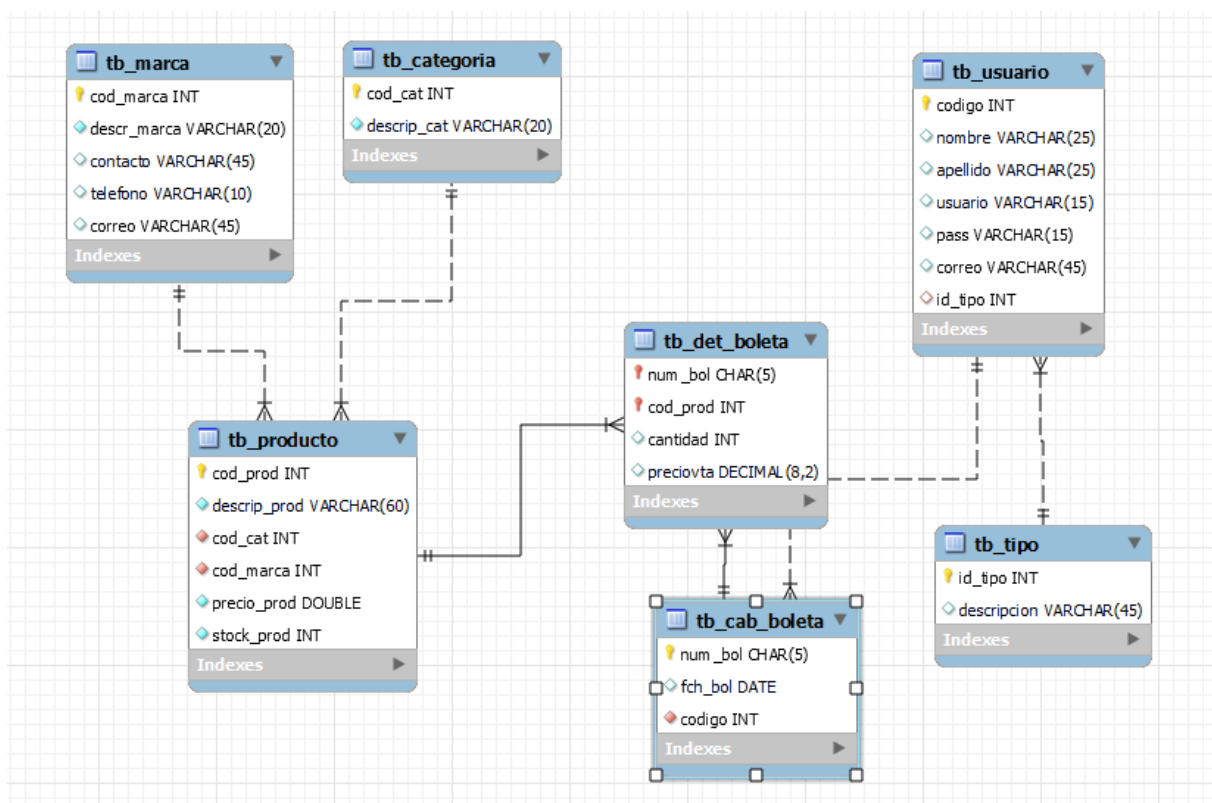 tb_marca
cod_marca INT
descr_marca VARCHAR(20)
contacto VARCHAR(45)
telefono VARCHAR(10)
correo VARCHAR(45)
Indexes
tb_categoria
cod_cat INT
descrip_cat VARCHAR(20)
Indexes
tb_usuario
codigo INT
nombre VARCHAR(25)
apellido VARCHAR(25)
usuario VARCHAR(15)
pass VARCHAR(15)
correo VARCHAR(45)
id_tipo INT
Indexes
tb_det_boleta
num _bol CHAR(5)
cod_prod INT
cantidad INT
preciovta DECIMAL(8,2)
Indexes
tb_producto
cod_prod INT
descrip_prod VARCHAR(60)
cod_cat INT
cod_marca INT
precio_prod DOUBLE
stock_prod INT
Indexes
tb_tipo
id_tipo INT
descripcion VARCHAR(45)
Indexes
tb_cab_boleta
num _bol CHAR(5)
fch_bol DATE
codigo INT
Indexes